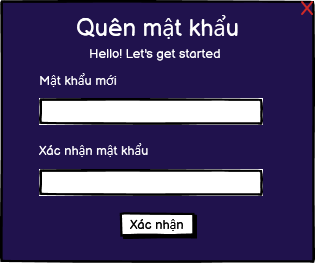 X
Quên mật khẩu
Hello! Let's get started
Mật khẩu mới
Xác nhận mật khẩu
Xác nhận